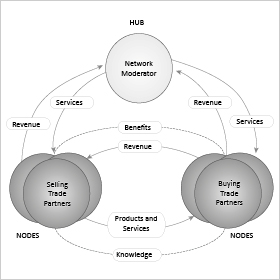 HUB
Network
Moderator
Services
Revenue
Services
Revenue
Benefits
Revenue
Selling
Trade
Partners
Buying
Trade
Partners
Products and
Services
NODES
NODES
Knowledge